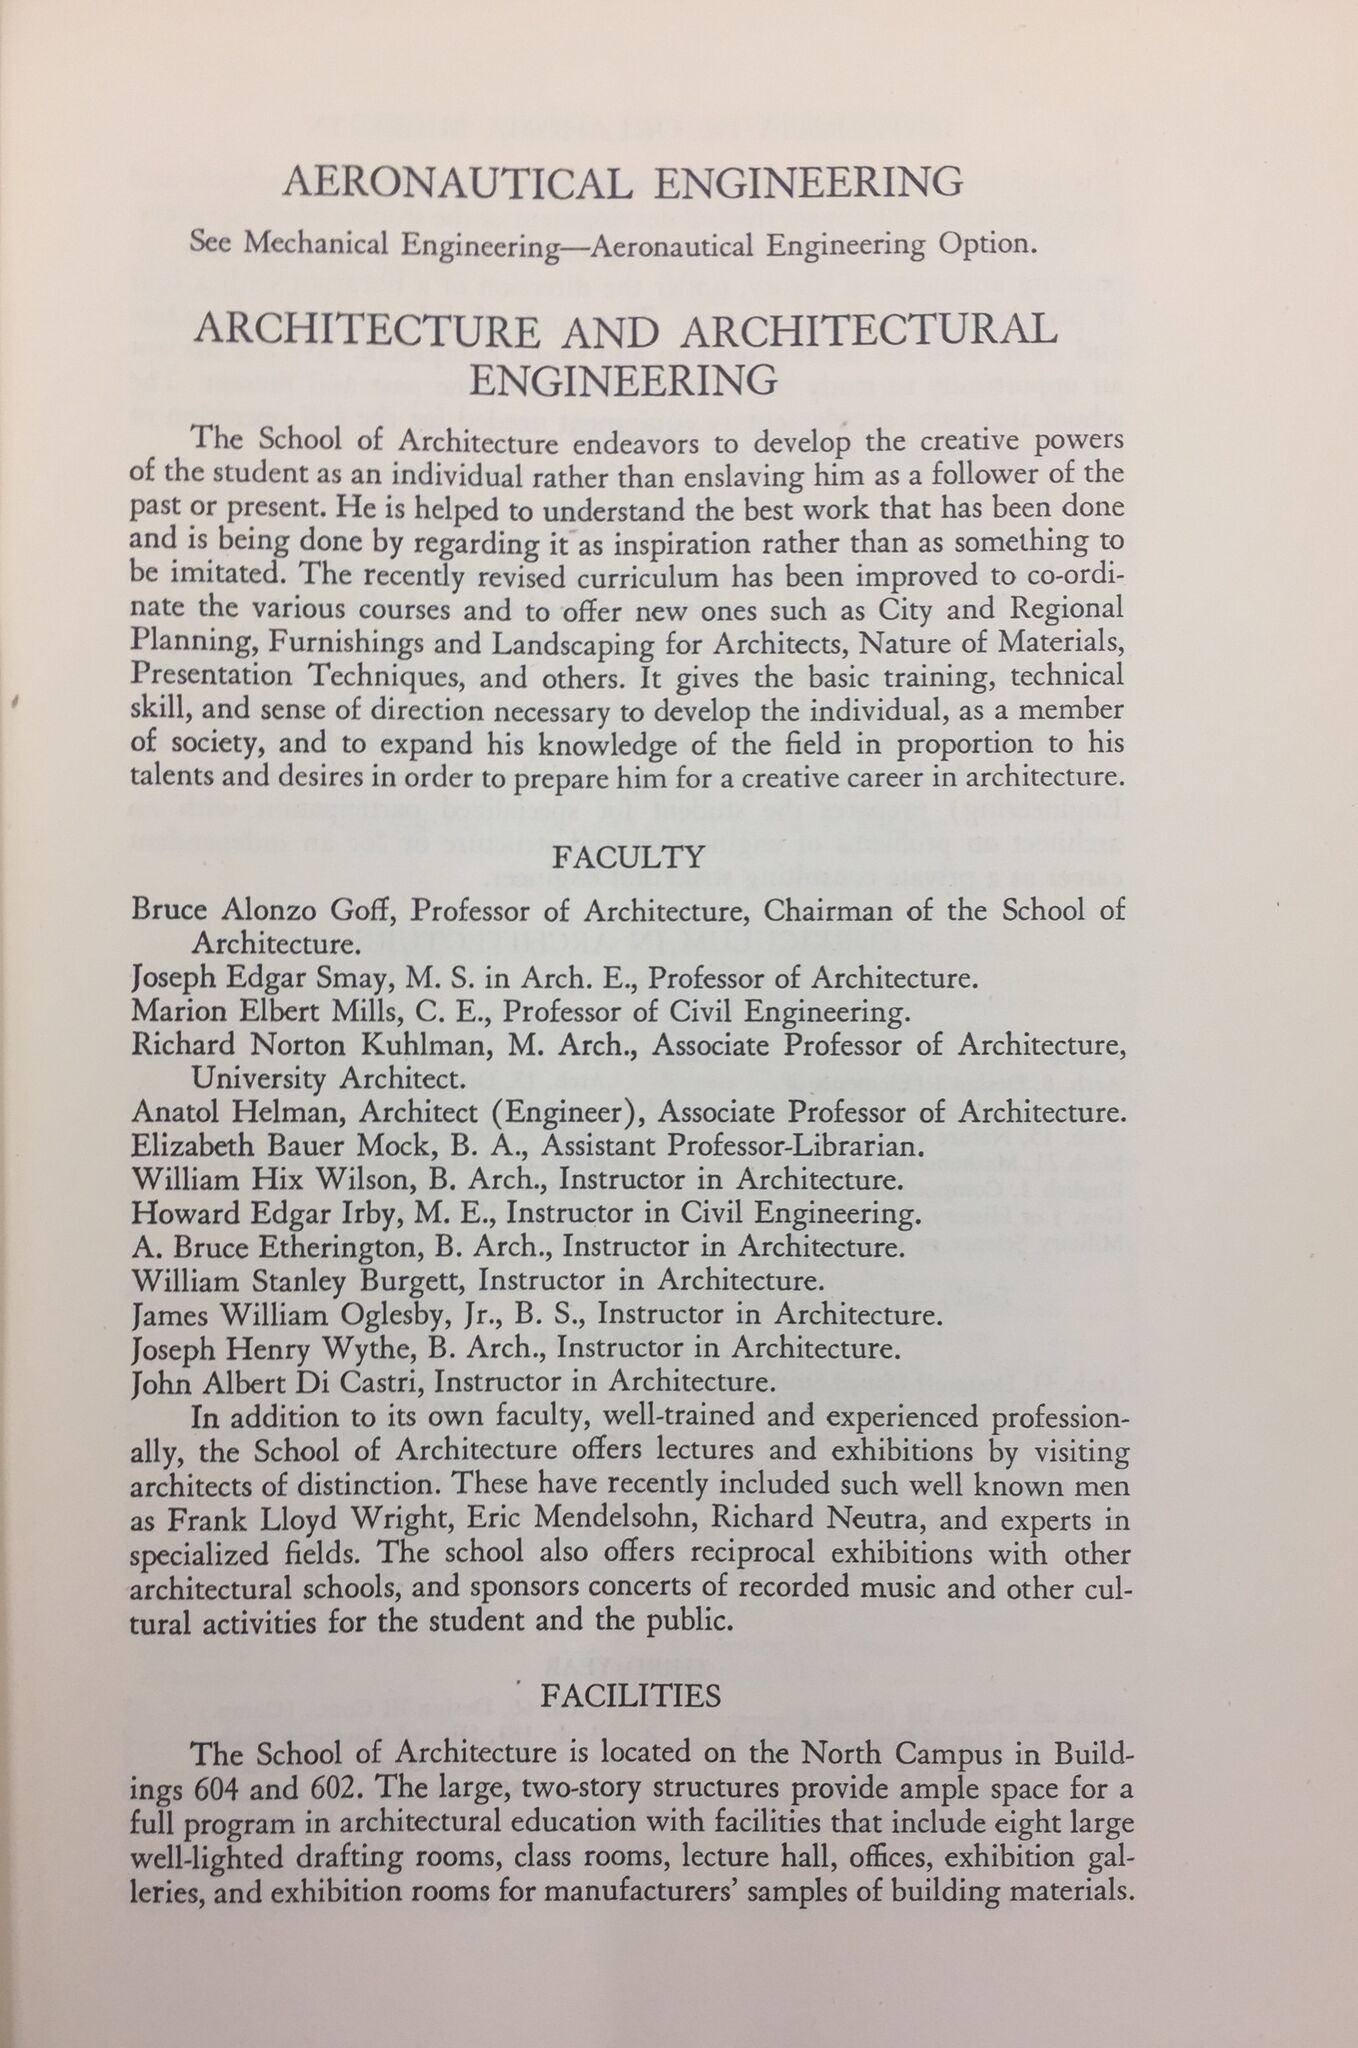 AERONAUTICAL ENGINEERING
See Mechanical Engineering—Aeronautical Engineering Option.
ARCHITECTURE AND ARCHITECTURAL
ENGINEERING
The School of Architecture endeavors to develop the creative powers
of the student as an individual rather than enslaving him as a follower of the
past or present. He is helped to understand the best work that has been done
and is being done by regarding it as inspiration rather than as something to
be imitated. The recently revised curriculum has been improved to co-ordi-
nate the various courses and to offer new ones such as City and Regional
Planning, Furnishings and Landscaping for Architects, Nature of Materials,
Presentation Techniques, and others. It gives the basic training, technical
skill, and sense of direction necessary to develop the individual, as a member
of society, and to expand his knowledge of the field in proportion to his
talents and desires in order to prepare him for a creative career in architecture.
FACULTY
Bruce Alonzo Goff, Professor of Architecture, Chairman of the School of
Architecture.
Joseph Edgar Smay, M. S. in Arch. E., Professor of Architecture.
Marion Elbert Mills, C. E., Professor of Civil Engineering.
Richard Norton Kuhlman, M. Arch., Associate Professor of Architecture,
University Architect.
Anatol Helman, Architect (Engineer), Associate Professor of Architecture.
Elizabeth Bauer Mock, B. A., Assistant Professor-Librarian.
William Hix Wilson, B. Arch., Instructor in Architecture.
Howard Edgar Irby, M. E., Instructor in Civil Engineering.
A. Bruce Etherington, B. Arch., Instructor in Architecture.
William Stanley Burgett, Instructor in Architecture.
James William Oglesby, Jr., B. S., Instructor in Architecture.
Joseph Henry Wythe, B. Arch., Instructor in Architecture.
John Albert Di Castri, Instructor in Architecture.
In addition to its own faculty, well-trained and experienced profession-
ally, the School of Architecture offers lectures and exhibitions by visiting
architects of distinction. These have recently included such well known men
as Frank Lloyd Wright, Eric Mendelsohn, Richard Neutra, and experts in
specialized fields. The school also offers reciprocal exhibitions with other
architectural schools, and sponsors concerts of recorded music and other cul-
tural activities for the student and the public.
FACILITIES
The School of Architecture is located on the North Campus in Build-
ings 604 and 602. The large, two-story structures provide ample space for a
full program in architectural education with facilities that include eight large
well-lighted drafting rooms, class rooms, lecture hall, offices, exhibition gal-
leries, and exhibition rooms for manufacturers' samples of building materials.